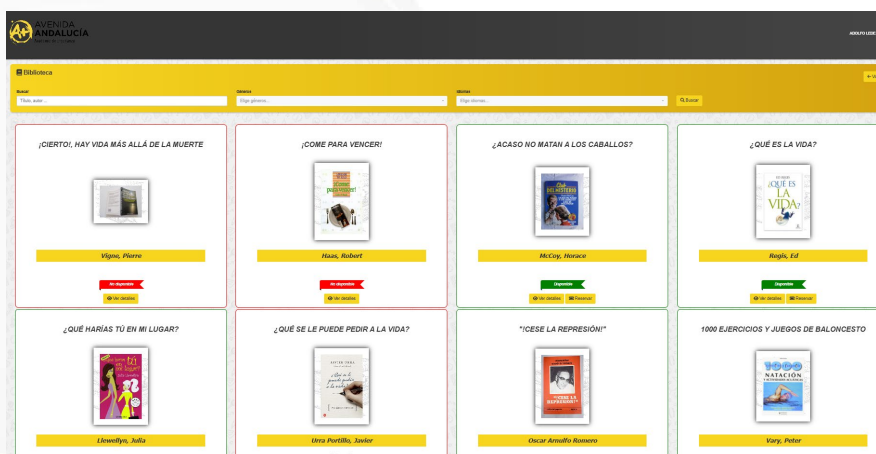 AVENIDA
ANDALUCÍA
Biblioteca
Buscar
Géneros
Idiomas
Título, autor ...
Elige géneros...
Elige idiomas...
Buscar
¡CIERTO!, HAY VIDA MÁS ALLÁ DE LA MUERTE
¡COME PARA VENCER!
¿ACASO NO MATAN A LOS CABALLOS?
¿QUÉ ES LA VIDA?
¿QUÉ ES
LA
VIDA?
Vigne, Pierre
Haas, Robert
McCoy, Horace
Regis, Ed
No disponible
No disponible
Disponible
Disponible
Ver detalles
Ver detalles
Ver detalles
Reservar
Ver detalles
Reservar
¿QUÉ HARÍAS TÚ EN MI LUGAR?
¿QUÉ SE LE PUEDE PEDIR A LA VIDA?
"!CESE LA REPRESIÓN!"
1000 EJERCICIOS Y JUEGOS DE BALONCESTO
1000
NATACIÓN
Llewellyn, Julia
Urra Portillo, Javier
Oscar Arnulfo Romero
Vary, Peter